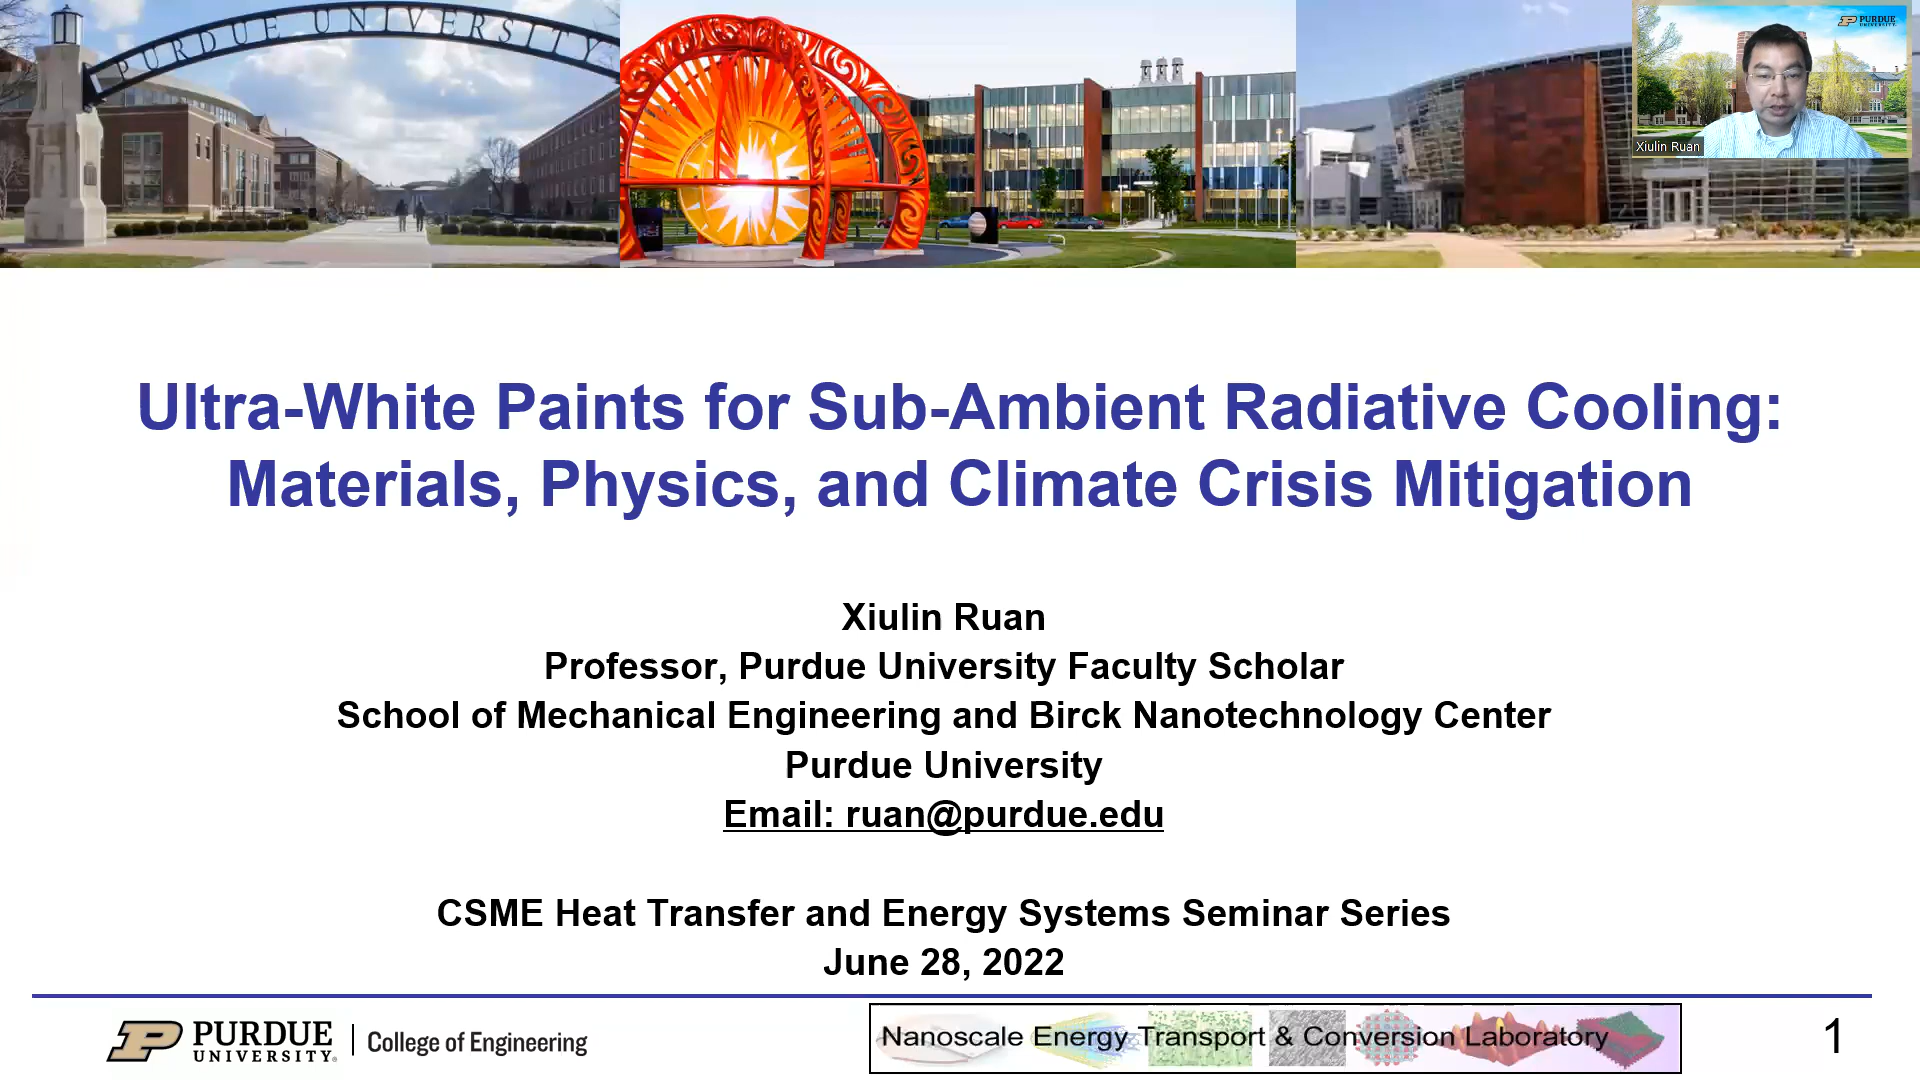 PURDUE UNIVERSITY
PURDUE
UNIVERSITY
Xiulin Ruan
Ultra-White Paints for Sub-Ambient Radiative Cooling:
Materials, Physics, and Climate Crisis Mitigation
Xiulin Ruan
Professor, Purdue University Faculty Scholar
School of Mechanical Engineering and Birck Nanotechnology Center
Purdue University
Email: ruan@purdue.edu
CSME Heat Transfer and Energy Systems Seminar Series
June 28, 2022
PURDUE
UNIVERSITY.
College of Engineering
Nanoscale Energy Transport & Conversion Laboratory
1